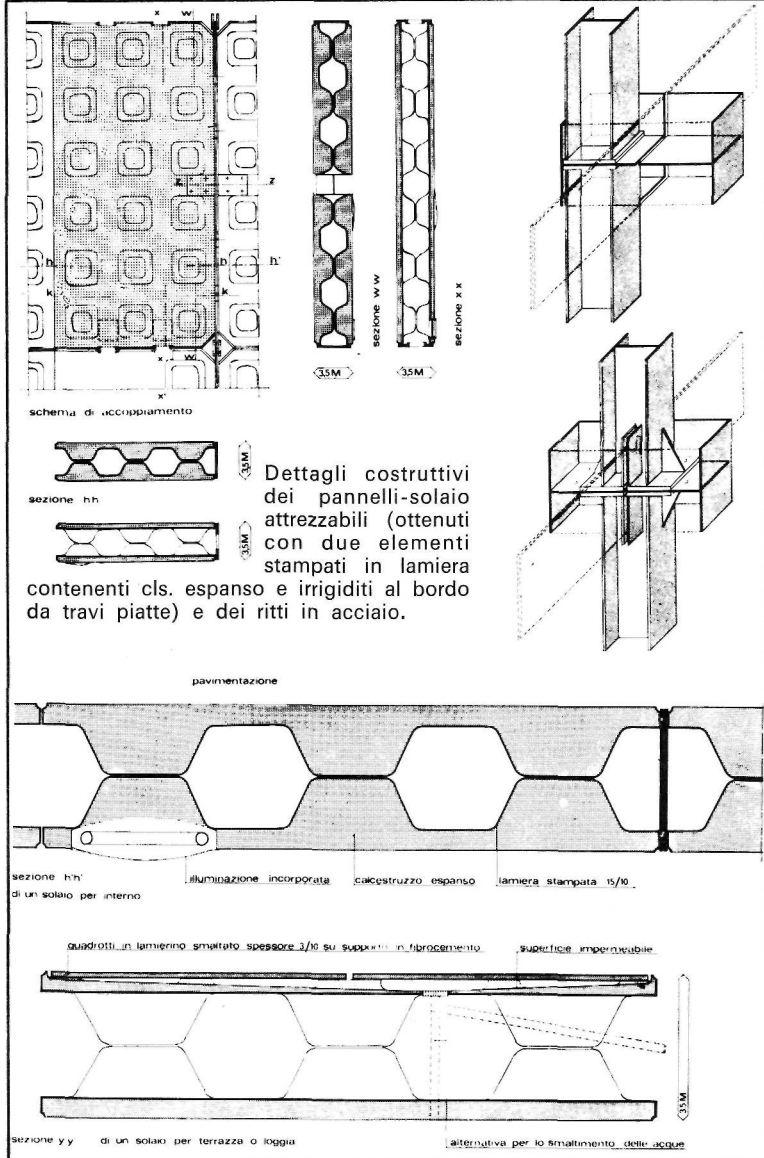 x
w
z
z
h
h
h'
k
k
x
w
x'
schema di accoppiamento
sezione w w
sezione x x
3,5M
3,5M
sezione hh
3,5M
3,5M
Dettagli costruttivi
dei pannelli-solaio
attrezzabili (ottenuti
con due elementi
stampati in lamiera
contenenti cls. espanso e irrigiditi al bordo
da travi piatte) e dei ritti in acciaio.
pavimentazione
sezione h'h'
di un solaio per interno
illuminazione incorporata
calcestruzzo espanso
lamiera stampata 15/10
quadrotti in lamierino smaltato spessore 3/10 su supporto in fibrocemento
superficie impermeabile
3,5M
sezione y y di un solaio per terrazza o loggia
alternativa per lo smaltimento delle acque